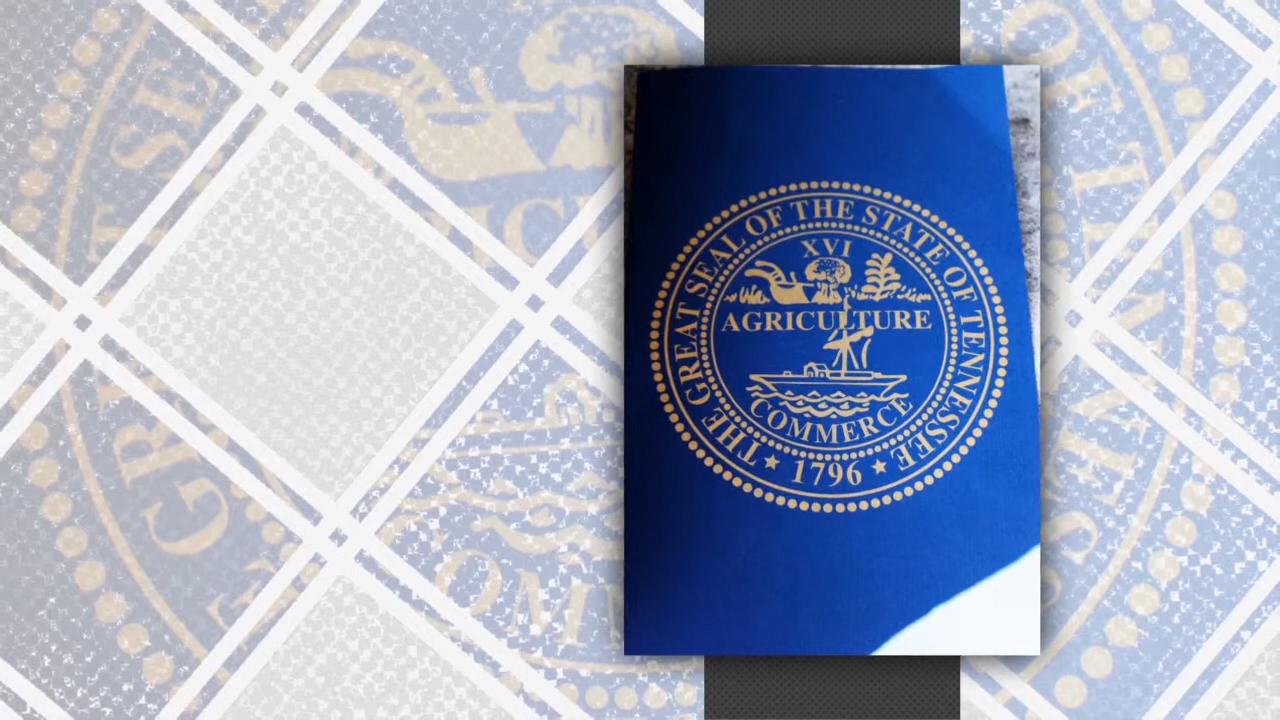 THE GREAT SEAL OF THE STATE OF TENNESSEE
XVI
AGRICULTURE
COMMERCE
★ 1796 ★